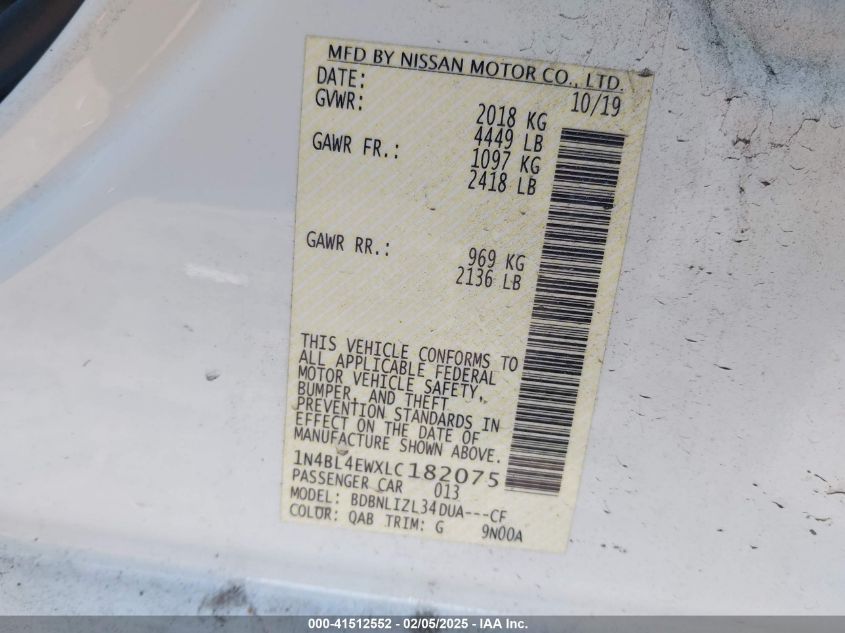 MFD BY NISSAN MOTOR CO., LTD.
DATE: 10/19
GVWR: 2018 KG
4449 LB
GAWR FR.: 1097 KG
2418 LB
GAWR RR.: 969 KG
2136 LB
THIS VEHICLE CONFORMS TO
ALL APPLICABLE FEDERAL
MOTOR VEHICLE SAFETY,
BUMPER, AND THEFT
PREVENTION STANDARDS IN
EFFECT ON THE DATE OF
MANUFACTURE SHOWN ABOVE.
1N4BL4EWXLC182075
PASSENGER CAR 013
MODEL: BDBNLIZL34DUA---CF
COLOR: QAB TRIM: G 9N00A
000-41512552 - 02/05/2025 - IAA Inc.